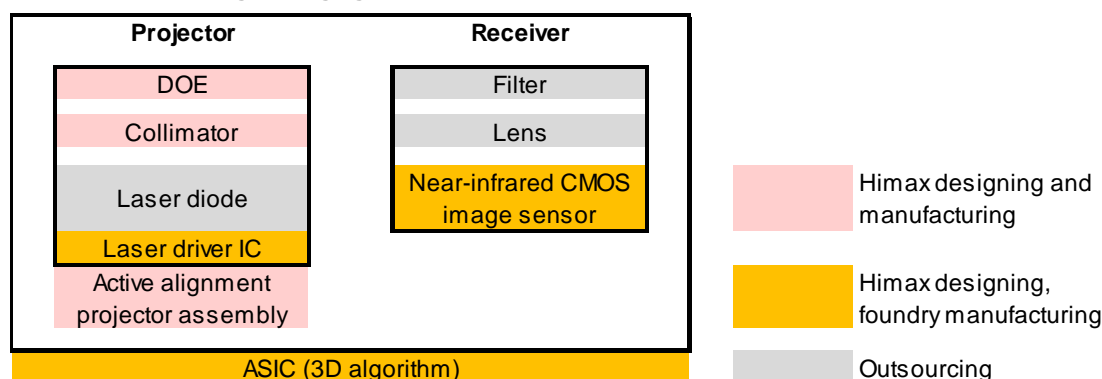 Projector
Receiver
DOE
Collimator
Laser diode
Laser driver IC
Active alignment
projector assembly
Filter
Lens
Near-infrared CMOS
image sensor
ASIC (3D algorithm)
Himax designing and
manufacturing
Himax designing,
foundry manufacturing
Outsourcing